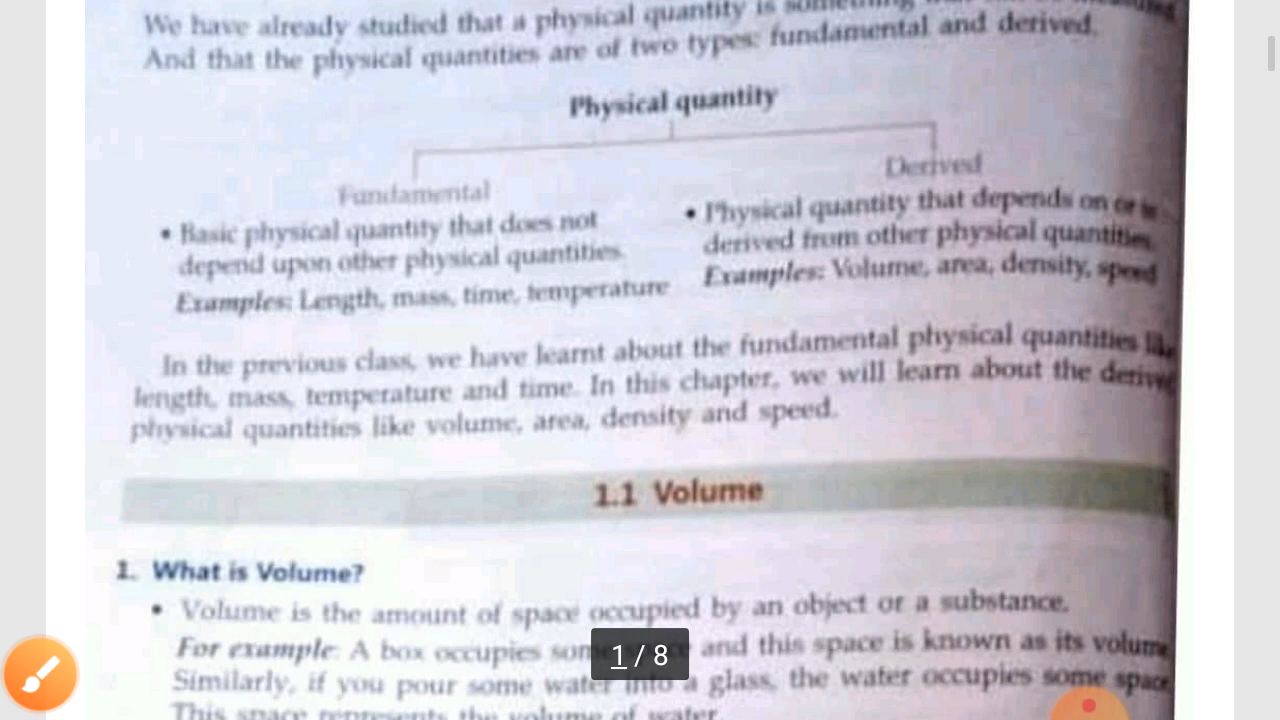 We have already studied that a physical quantity is
And that the physical quantities are of two types: fundamental and derived.
Physical quantity
Fundamental
Derived
• Basic physical quantity that does not
depend upon other physical quantities.
Examples: Length, mass, time, temperature
• Physical quantity that depends on or is
derived from other physical quantities
Examples: Volume, area, density, speed
In the previous class, we have learnt about the fundamental physical quantities like
length, mass, temperature and time. In this chapter, we will learn about the
physical quantities like volume, area, density and speed.
1.1 Volume
1. What is Volume?
• Volume is the amount of space occupied by an object or a substance.
For example: A box occupies and this space is known as its volume
Similarly, if you pour some water into a glass, the water occupies some space
This space represents the volume of water.
1 / 8